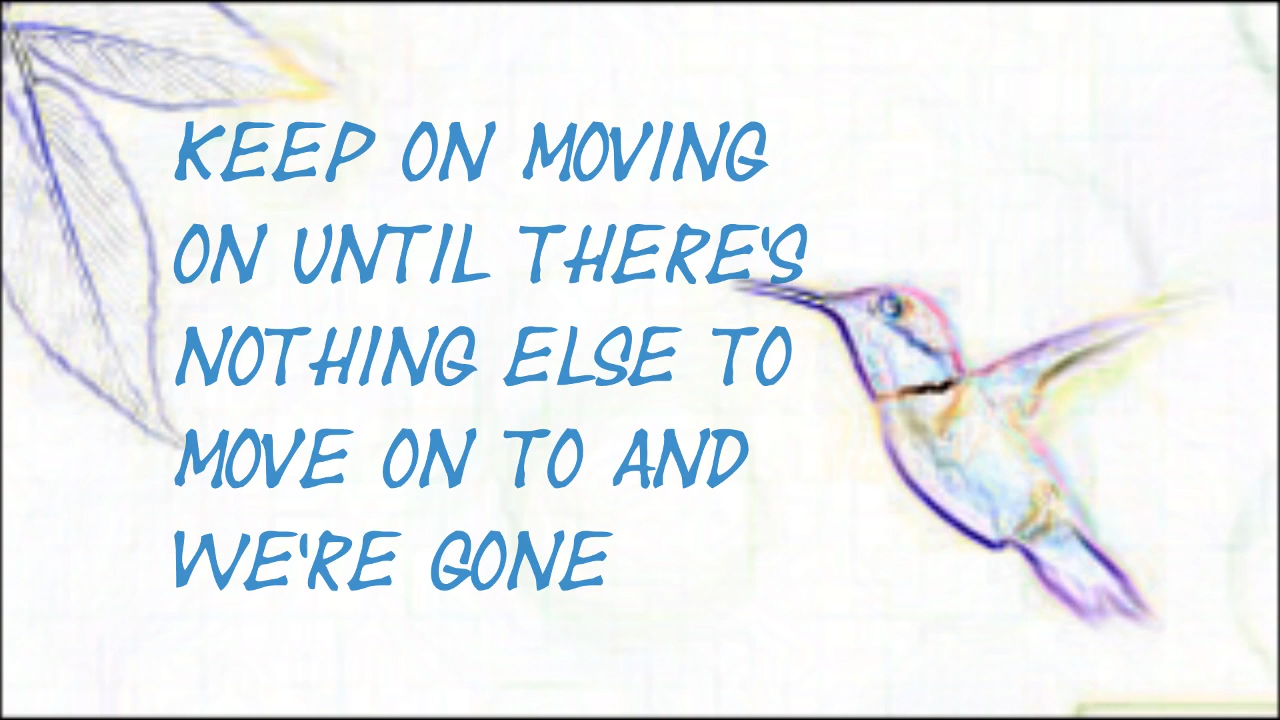 KEEP ON MOVING
ON UNTIL THERE'S
NOTHING ELSE TO
MOVE ON TO AND
WE'RE GONE